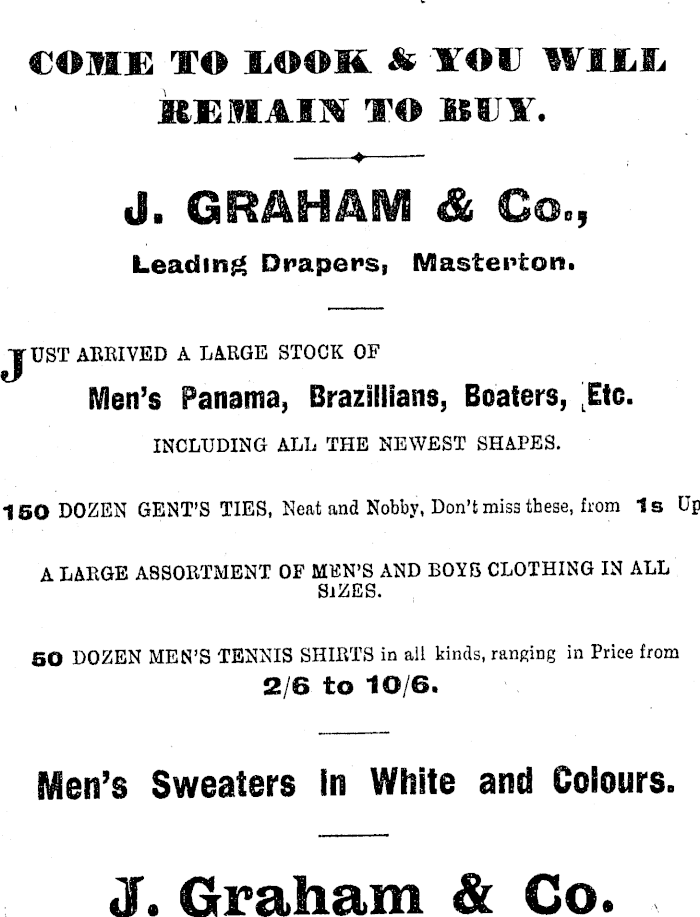 COME TO LOOK & YOU WILL
REMAIN TO BUY.
J. GRAHAM & Co.,
Leading Drapers, Masterton.
JUST ARRIVED A LARGE STOCK OF
Men's Panama, Brazillians, Boaters, Etc.
INCLUDING ALL THE NEWEST SHAPES.
150 DOZEN GENT'S TIES, Neat and Nobby, Don't miss these, from 1s Up
A LARGE ASSORTMENT OF MEN'S AND BOYS CLOTHING IN ALL
SIZES.
50 DOZEN MEN'S TENNIS SHIRTS in all kinds, ranging in Price from
2/6 to 10/6.
Men's Sweaters in White and Colours.
J. Graham & Co.